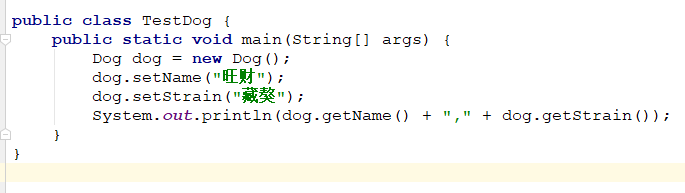 public class TestDog {
    public static void main(String[] args) {
        Dog dog = new Dog();
        dog.setName("旺财");
        dog.setStrain("藏獒");
        System.out.println(dog.getName() + "," + dog.getStrain());
    }
}